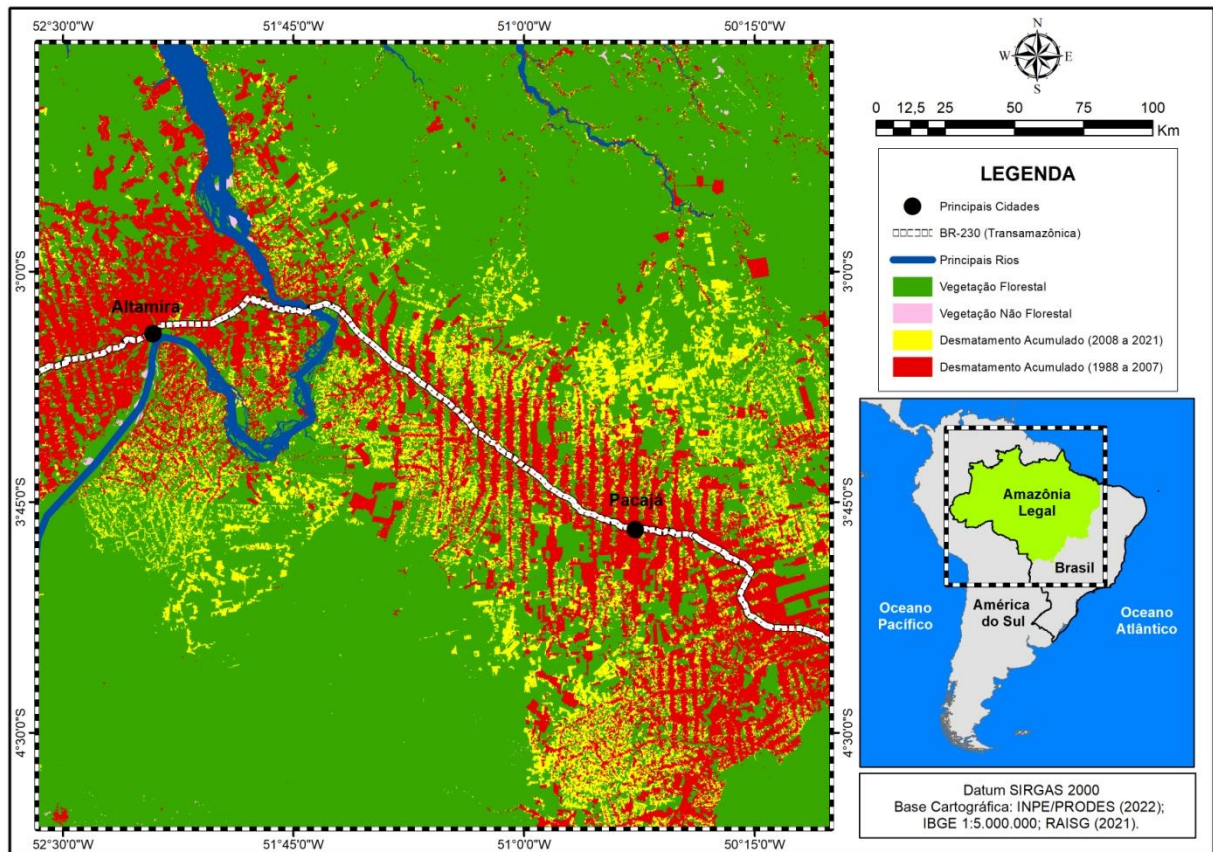 52°30'0"W
51°45'0"W
51°0'0"W
50°15'0"W
N
W
E
S
0 12,5 25 50 75 100
Km
3°0'0"S
3°45'0"S
4°30'0"S
Altamira
Pacajá
3°0'0"S
3°45'0"S
4°30'0"S
52°30'0"W
51°45'0"W
51°0'0"W
50°15'0"W
LEGENDA
Principais Cidades
BR-230 (Transamazônica)
Principais Rios
Vegetação Florestal
Vegetação Não Florestal
Desmatamento Acumulado (2008 a 2021)
Desmatamento Acumulado (1988 a 2007)
Amazônia
Legal
Brasil
América
do Sul
Oceano
Pacífico
Oceano
Atlântico
Datum SIRGAS 2000
Base Cartográfica: INPE/PRODES (2022);
IBGE 1:5.000.000; RAISG (2021).